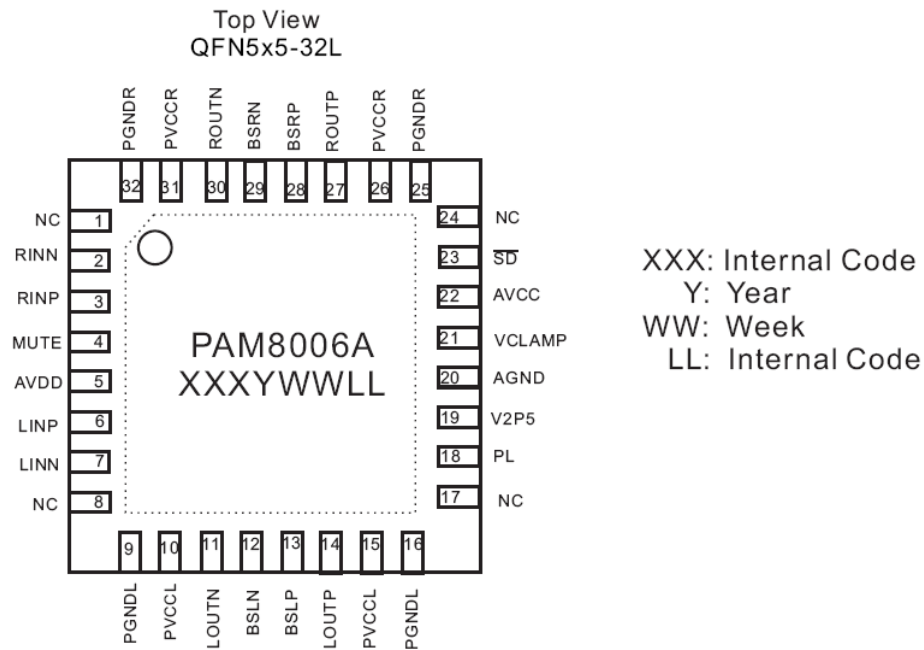 Top View
QFN5x5-32L
PGNDR PVCCR ROUTN BSRN BSRP ROUTP PVCCR PGNDR
32 31 30 29 28 27 26 25
NC 1
RINN 2
RINP 3
MUTE 4
AVDD 5
LINP 6
LINN 7
NC 8
PAM8006A
XXXYWWLL
24 NC
23 SD
22 AVCC
21 VCLAMP
20 AGND
19 V2P5
18 PL
17 NC
9 10 11 12 13 14 15 16
PGNDL PVCCL LOUTN BSLN BSLP LOUTP PVCCL PGNDL
XXX: Internal Code
Y: Year
WW: Week
LL: Internal Code